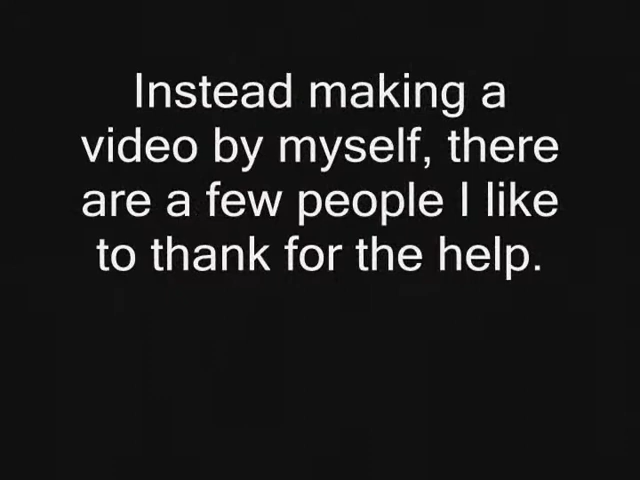 Instead making a
video by myself, there
are a few people I like
to thank for the help.